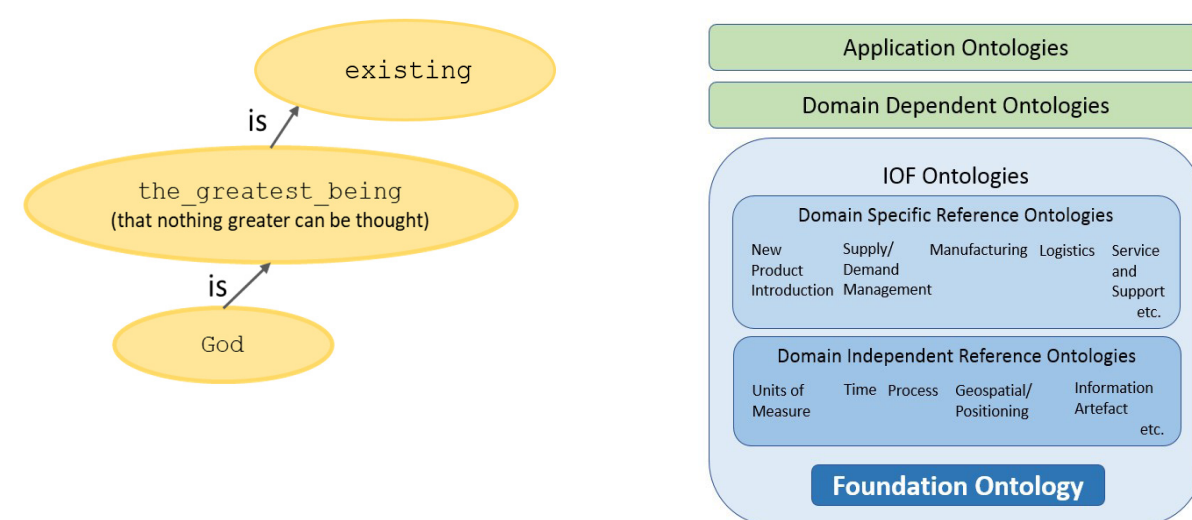 existing
is
the_greatest_being
(that nothing greater can be thought)
is
God
Application Ontologies
Domain Dependent Ontologies
IOF Ontologies
Domain Specific Reference Ontologies
New
Product
Introduction
Supply/
Demand
Management
Manufacturing
Logistics
Service
and
Support
etc.
Domain Independent Reference Ontologies
Units of
Measure
Time
Process
Geospatial/
Positioning
Information
Artefact
etc.
Foundation Ontology